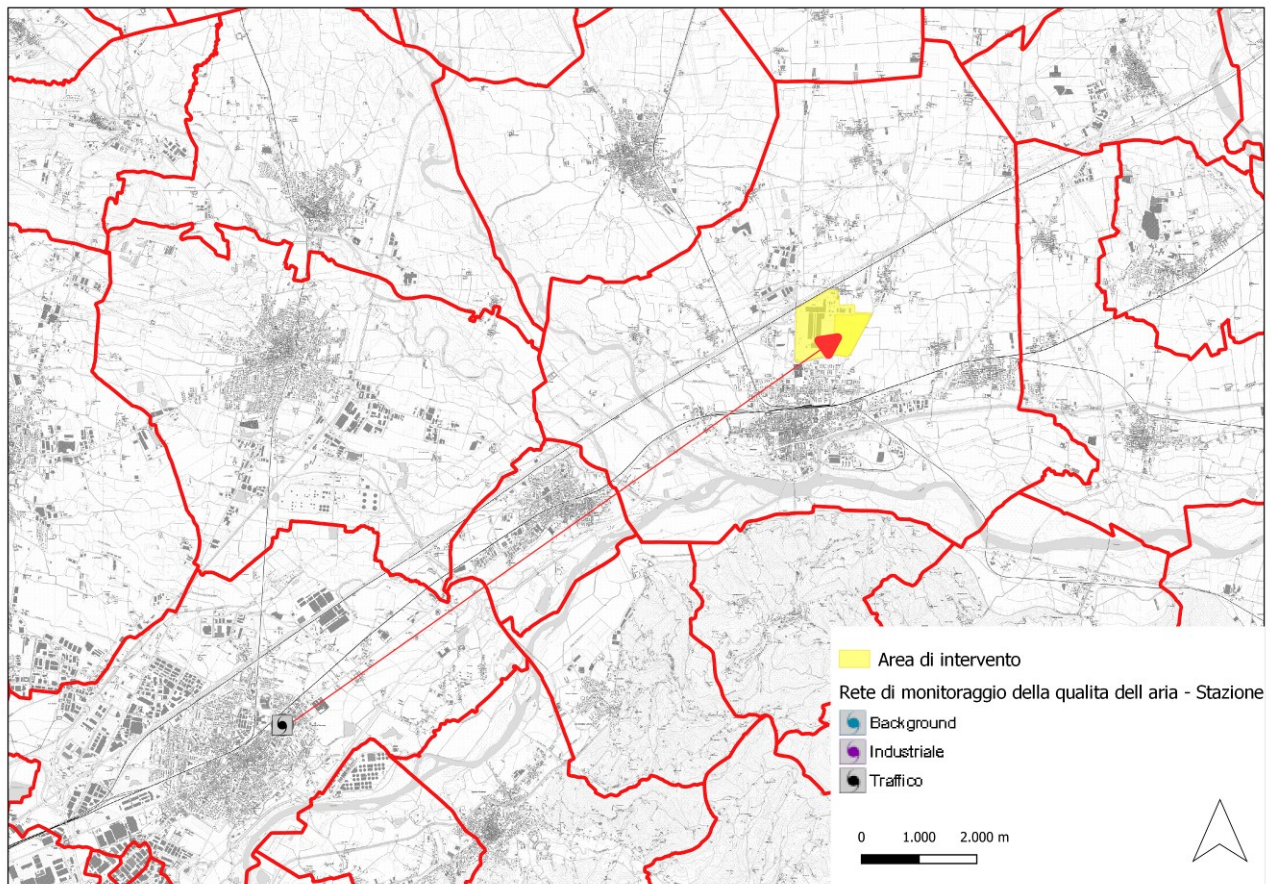 Area di intervento
Rete di monitoraggio della qualita dell aria - Stazione
Background
Industriale
Traffico
0 1.000 2.000 m